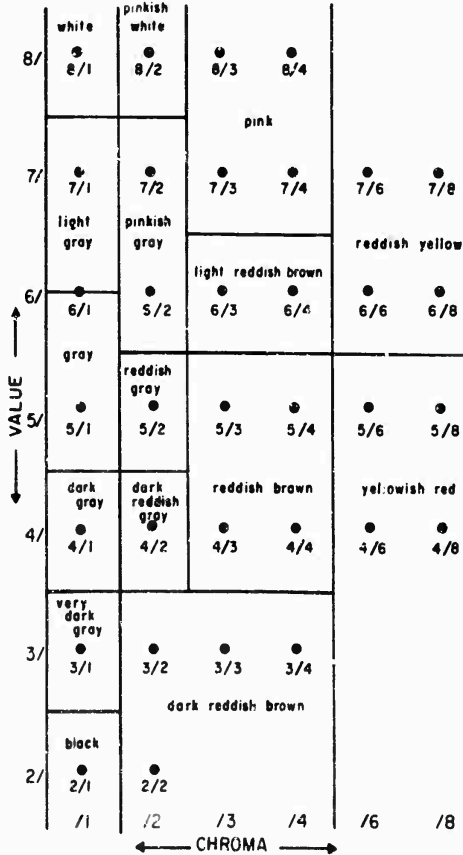 white
pinkish
white
8/
8/1 8/2 8/3 8/4
pink
7/
7/1 7/2 7/3 7/4 7/6 7/8
light
gray
pinkish
gray
reddish yellow
light reddish brown
6/
6/1 5/2 6/3 6/4 6/6 6/8
gray
reddish
gray
5/
5/1 5/2 5/3 5/4 5/6 5/8
dark
gray
dark
reddish
gray
reddish brown
yellowish red
4/
4/1 4/2 4/3 4/4 4/6 4/8
very
dark
gray
3/
3/1 3/2 3/3 3/4
dark reddish brown
black
2/
2/1 2/2
VALUE
/1 /2 /3 /4 /6 /8
CHROMA